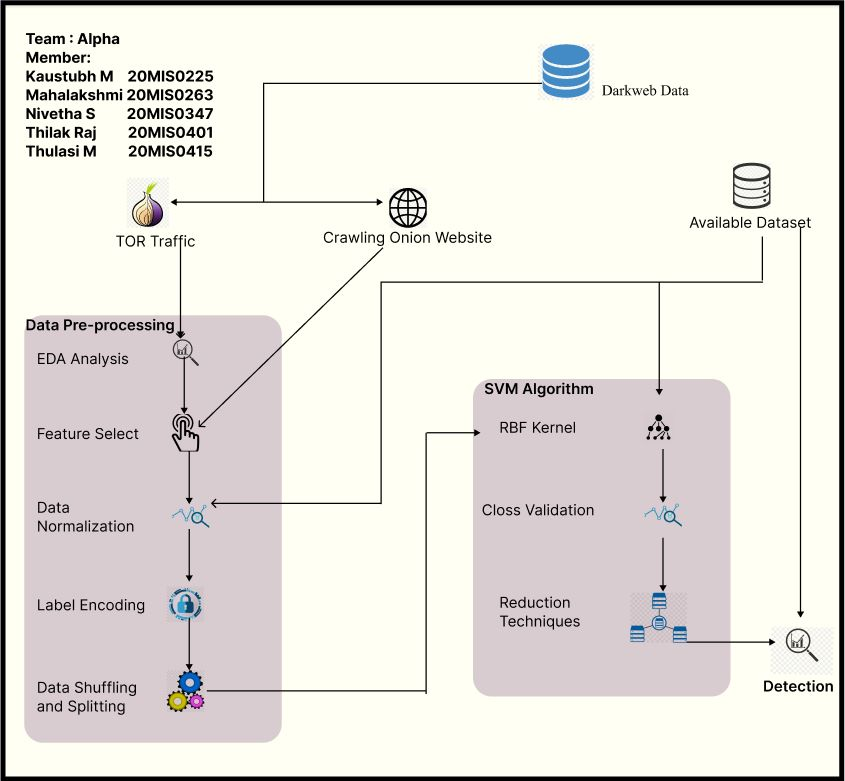 Team : Alpha
Member:
Kaustubh M 20MIS0225
Mahalakshmi 20MIS0263
Nivetha S 20MIS0347
Thilak Raj 20MIS0401
Thulasi M 20MIS0415
Darkweb Data
TOR Traffic
Crawling Onion Website
Available Dataset
Data Pre-processing
EDA Analysis
Feature Select
Data
Normalization
Label Encoding
Data Shuffling
and Splitting
SVM Algorithm
RBF Kernel
Closs Validation
Reduction
Techniques
Detection